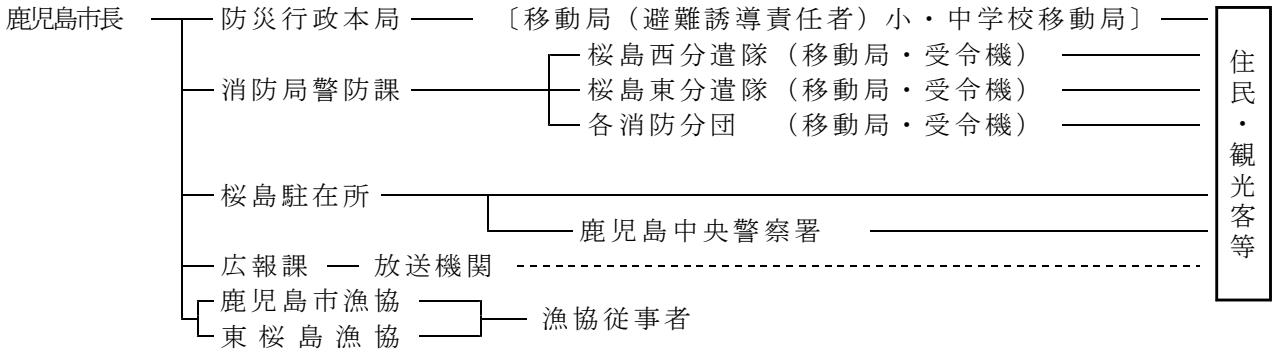 鹿児島市長
防災行政本局
〔移動局（避難誘導責任者）小・中学校移動局〕
消防局警防課
桜島西分遣隊（移動局・受令機）
桜島東分遣隊（移動局・受令機）
各消防分団　（移動局・受令機）
桜島駐在所
鹿児島中央警察署
広報課
放送機関
鹿児島市漁協
東桜島漁協
漁協従事者
住民・観光客等